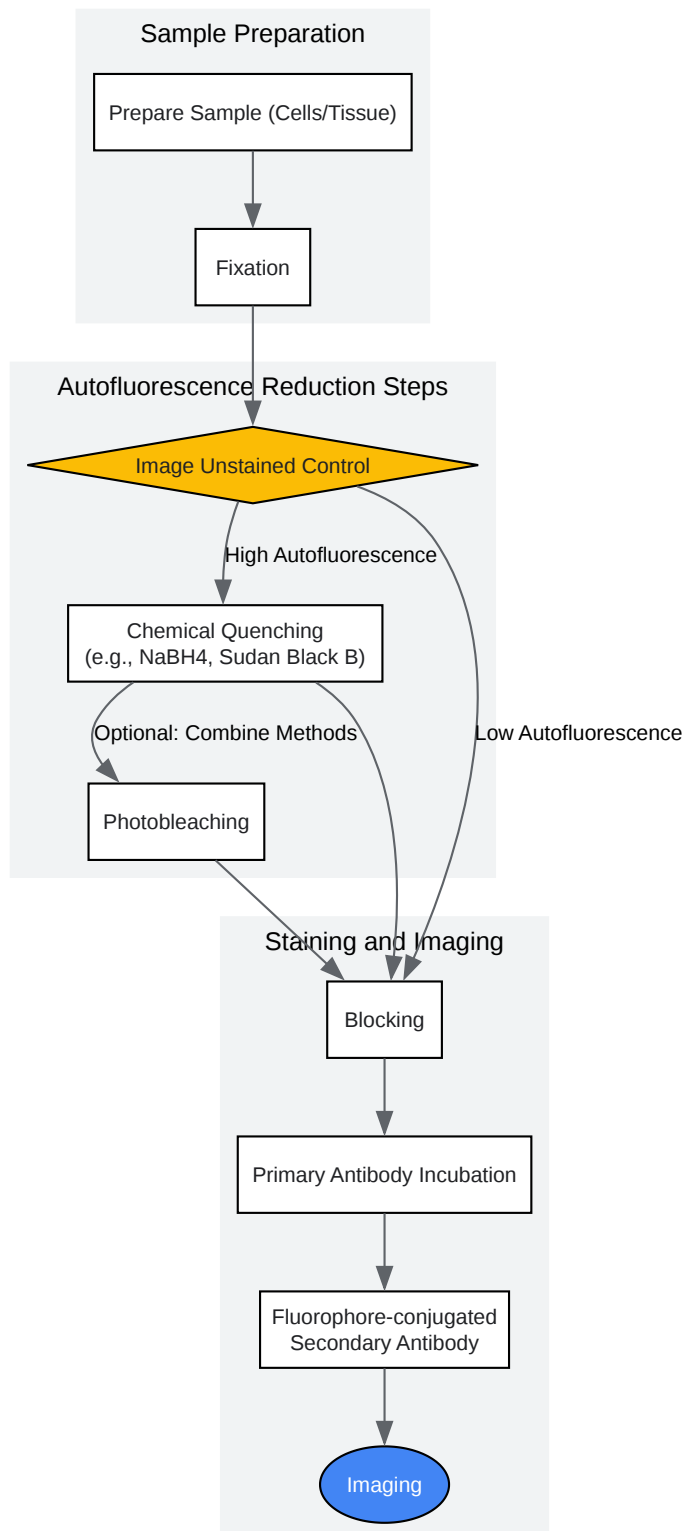 Sample Preparation
Prepare Sample (Cells/Tissue)
Fixation
Autofluorescence Reduction Steps
Image Unstained Control
High Autofluorescence
Chemical Quenching
(e.g., NaBH4, Sudan Black B)
Optional: Combine Methods
Low Autofluorescence
Photobleaching
Staining and Imaging
Blocking
Primary Antibody Incubation
Fluorophore-conjugated
Secondary Antibody
Imaging